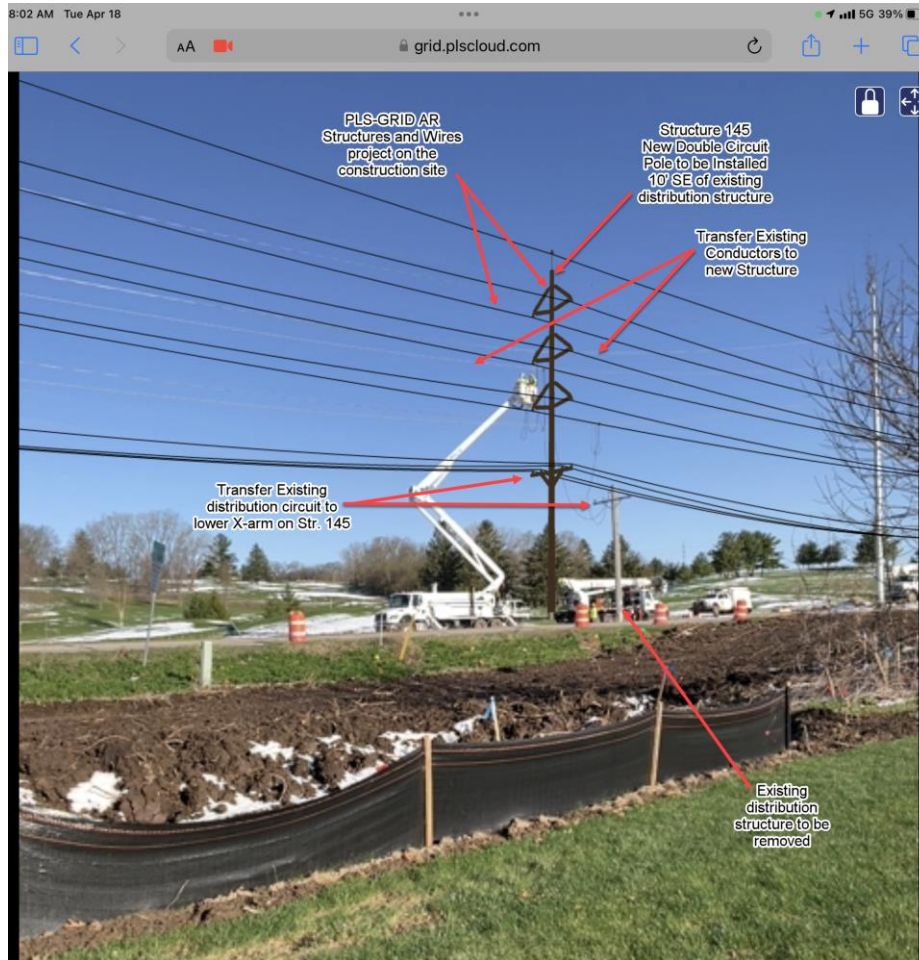 8:02 AM Tue Apr 18
5G 39%
AA
grid.plscloud.com
PLS-GRID AR
Structures and Wires
project on the
construction site
Structure 145
New Double Circuit
Pole to be Installed
10' SE of existing
distribution structure
Transfer Existing
Conductors to
new Structure
Transfer Existing
distribution circuit to
lower X-arm on Str. 145
Existing
distribution
structure to be
removed